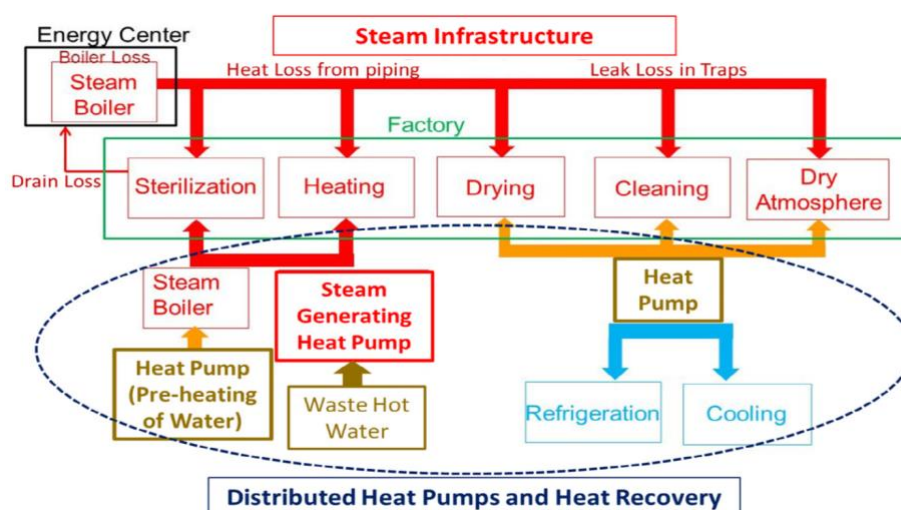 Energy Center
Steam Infrastructure
Boiler Loss
Steam
Boiler
Heat Loss from piping
Leak Loss in Traps
Factory
Drain Loss
Sterilization
Heating
Drying
Cleaning
Dry
Atmosphere
Steam
Boiler
Steam
Generating
Heat Pump
Heat
Pump
Heat Pump
(Pre-heating
of Water)
Waste Hot
Water
Refrigeration
Cooling
Distributed Heat Pumps and Heat Recovery